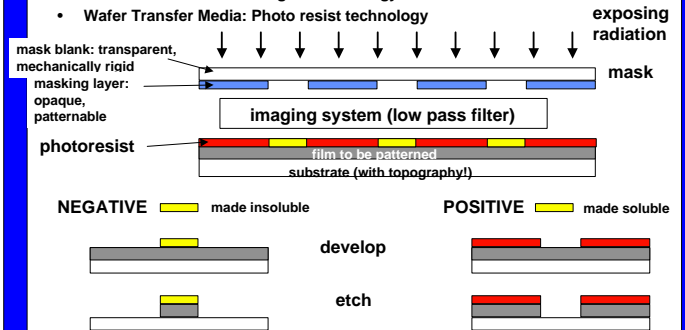 • Wafer Transfer Media: Photo resist technology
exposing
radiation
mask blank: transparent,
mechanically rigid
mask
masking layer:
opaque,
patternable
imaging system (low pass filter)
photoresist
film to be patterned
substrate (with topography!)
NEGATIVE made insoluble
POSITIVE made soluble
develop
etch